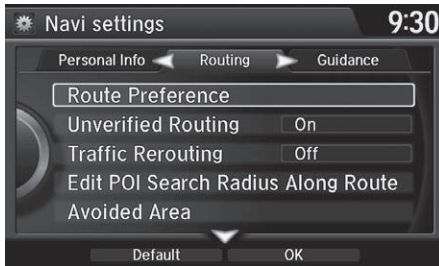 Navi settings 9:30
Personal Info Routing Guidance
Route Preference
Unverified Routing On
Traffic Rerouting Off
Edit POI Search Radius Along Route
Avoided Area
Default OK